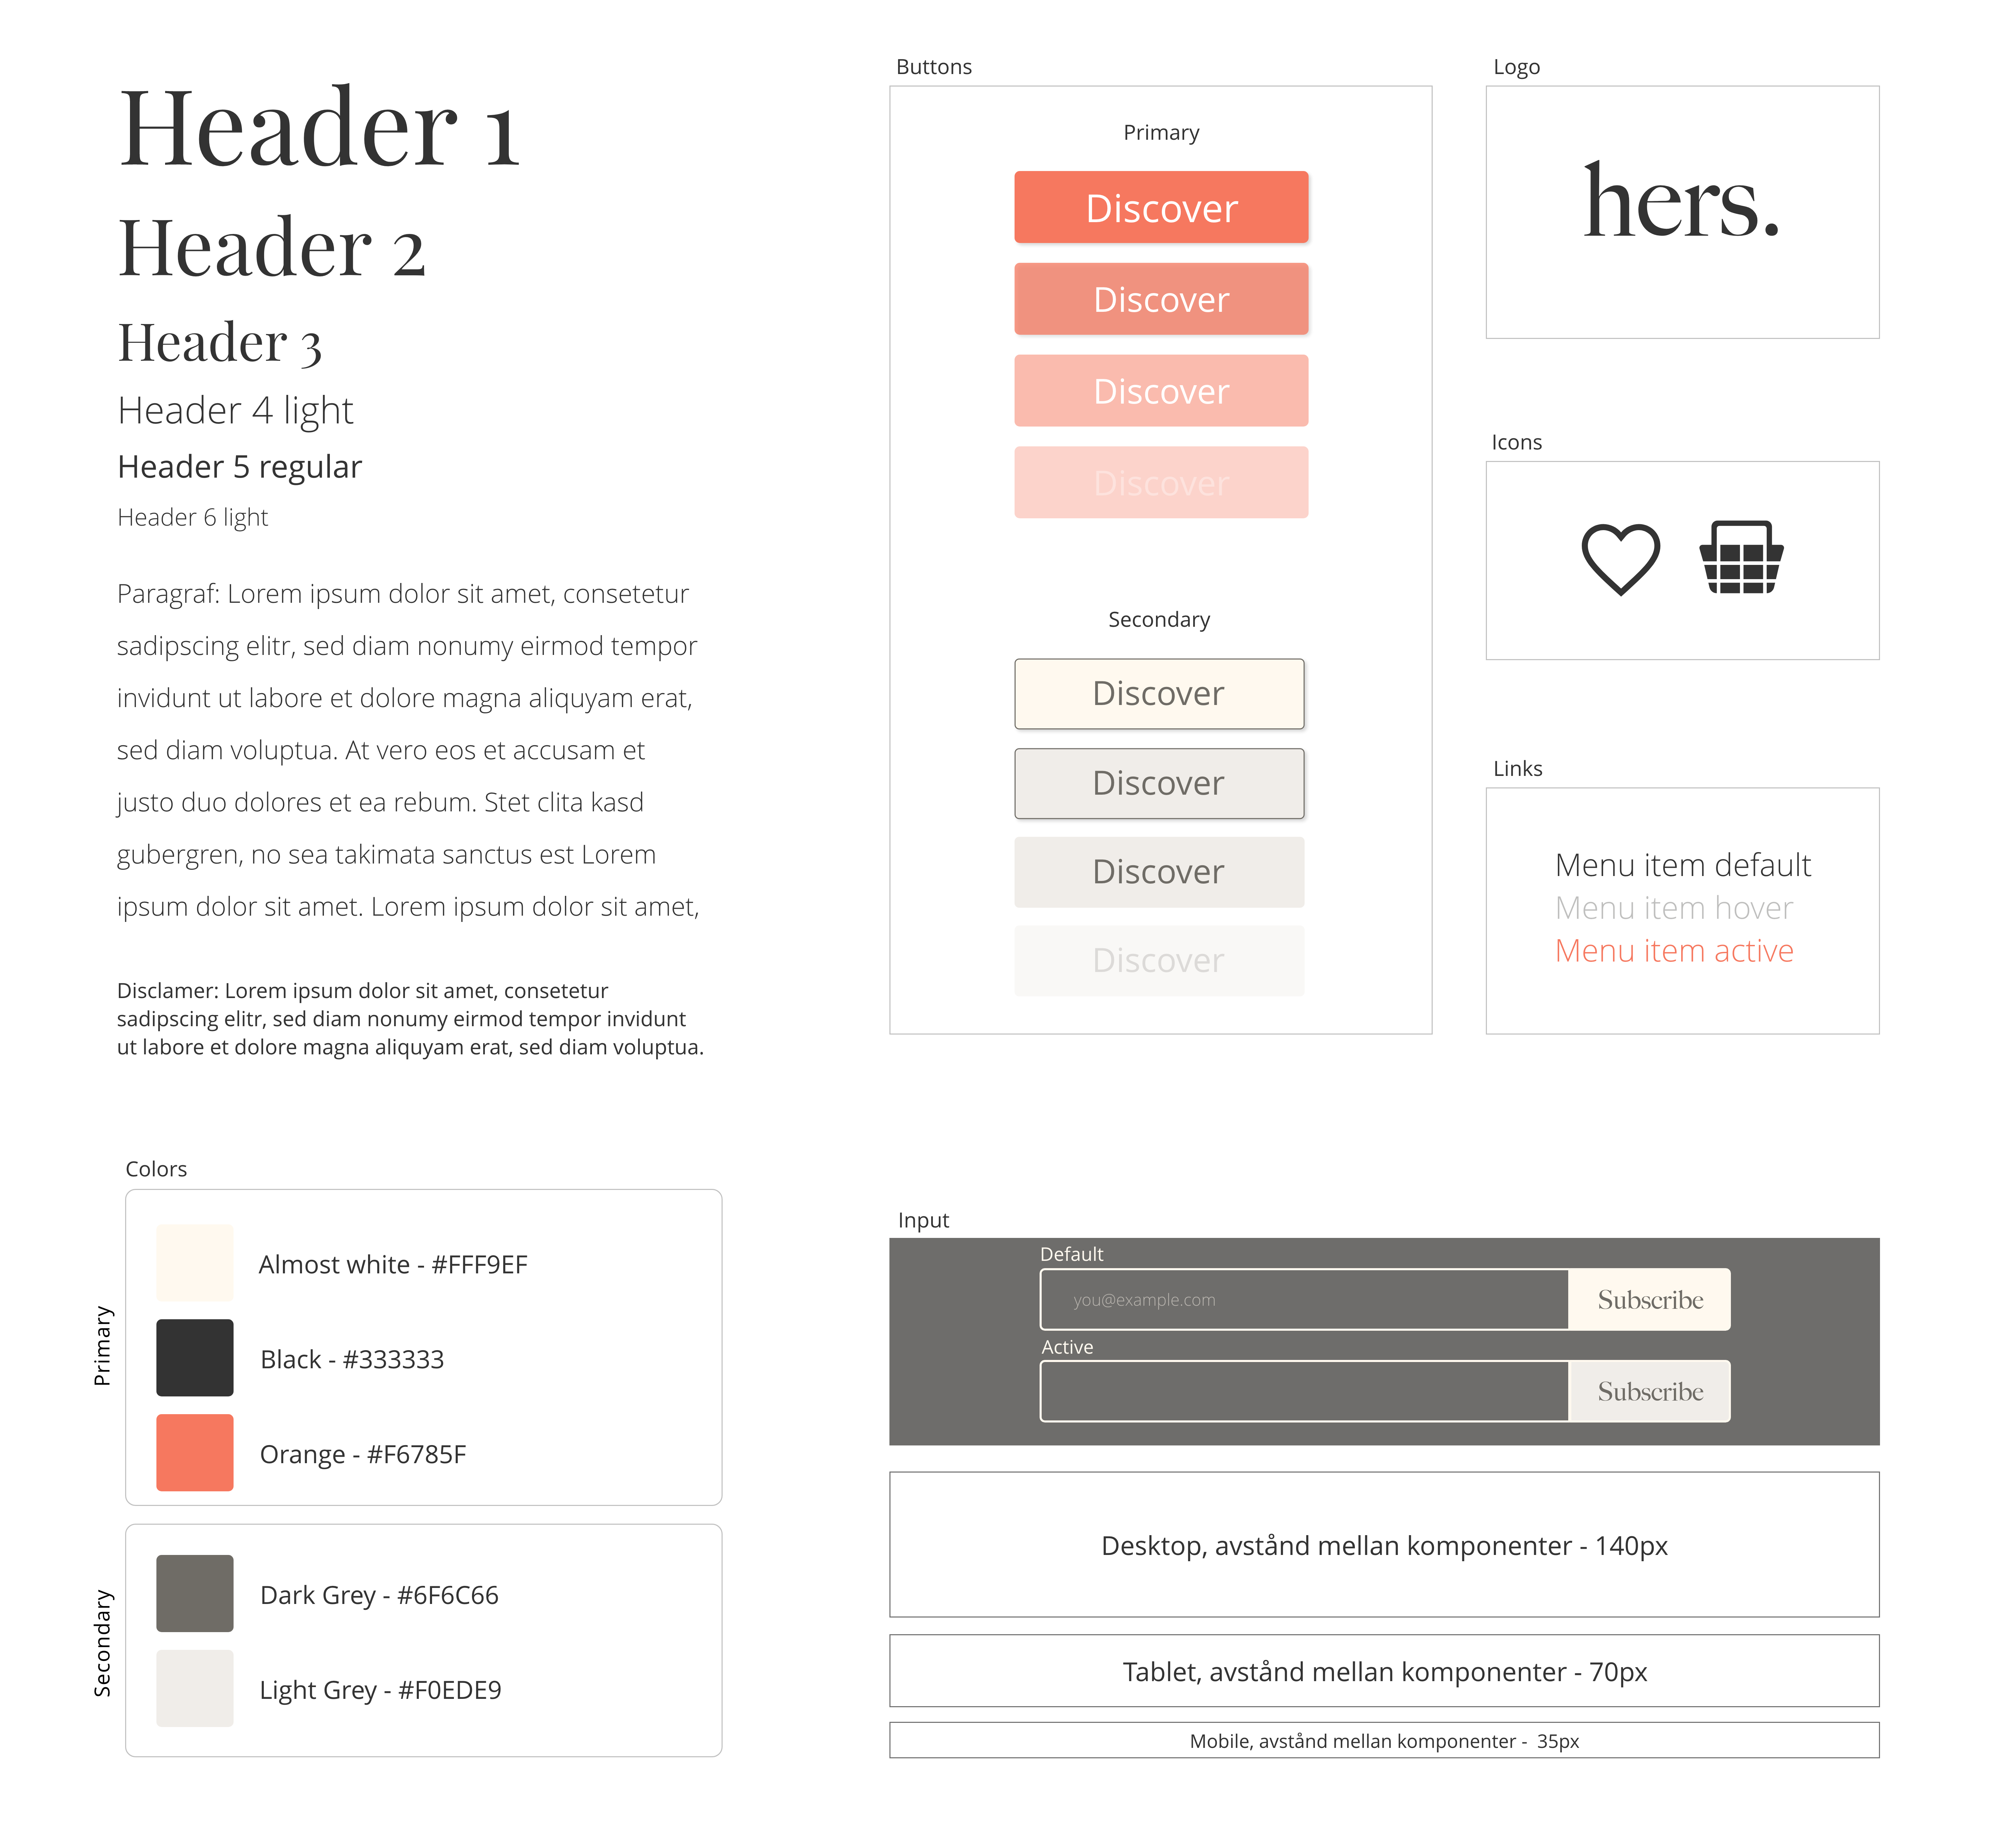 Header 1
Header 2
Header 3
Header 4 light
Header 5 regular
Header 6 light
Paragraf: Lorem ipsum dolor sit amet, consetetur
sadipscing elitr, sed diam nonumy eirmod tempor
invidunt ut labore et dolore magna aliquyam erat,
sed diam voluptua. At vero eos et accusam et
justo duo dolores et ea rebum. Stet clita kasd
gubergren, no sea takimata sanctus est Lorem
ipsum dolor sit amet. Lorem ipsum dolor sit amet,
Disclamer: Lorem ipsum dolor sit amet, consetetur
sadipscing elitr, sed diam nonumy eirmod tempor invidunt
ut labore et dolore magna aliquyam erat, sed diam voluptua.
Buttons
Primary
Discover
Discover
Discover
Discover
Secondary
Discover
Discover
Discover
Discover
Logo
hers.
Icons
Links
Menu item default
Menu item hover
Menu item active
Colors
Primary
Almost white - #FFF9EF
Black - #333333
Orange - #F6785F
Secondary
Dark Grey - #6F6C66
Light Grey - #F0EDE9
Input
Default
you@example.com
Subscribe
Active
Subscribe
Desktop, avstånd mellan komponenter - 140px
Tablet, avstånd mellan komponenter - 70px
Mobile, avstånd mellan komponenter - 35px